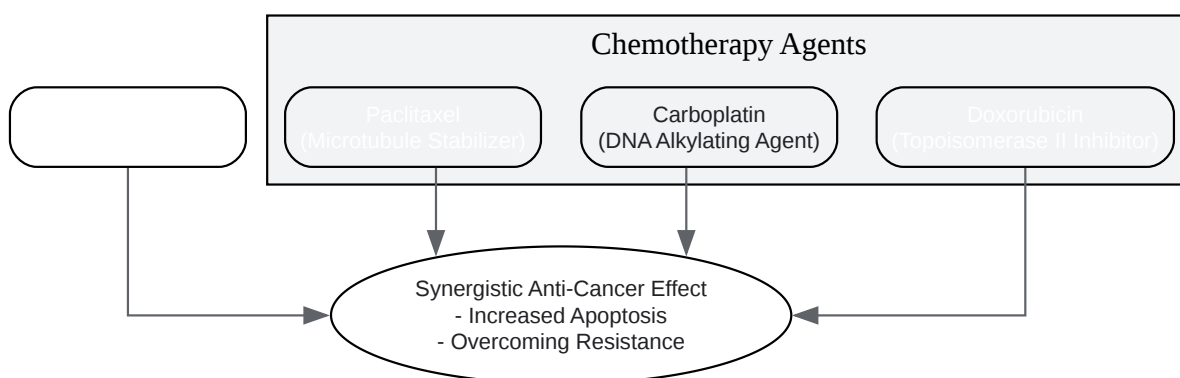 Chemotherapy Agents
Paclitaxel
(Microtubule Stabilizer)
Carboplatin
(DNA Alkylating Agent)
Doxorubicin
(Topoisomerase II Inhibitor)
Synergistic Anti-Cancer Effect
- Increased Apoptosis
- Overcoming Resistance